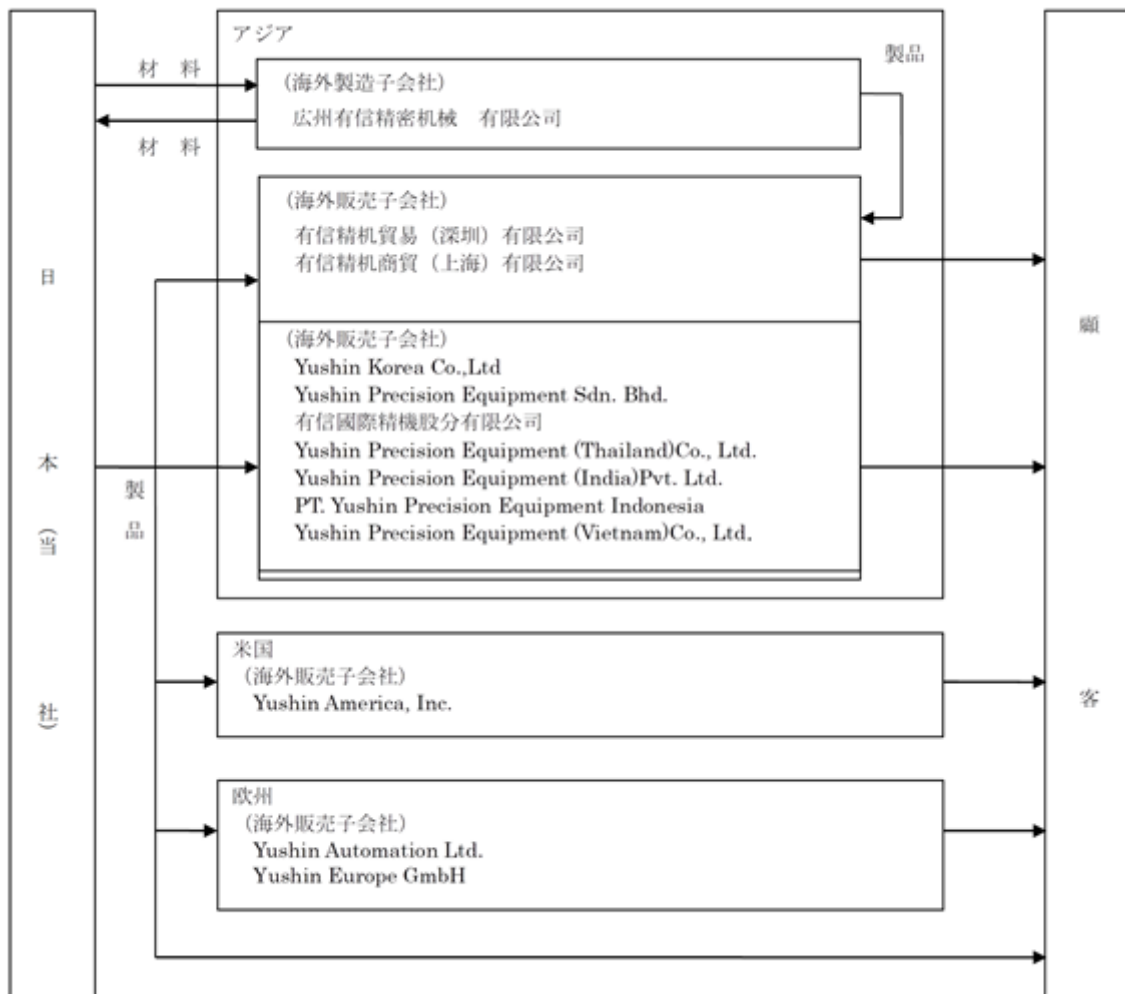 アジア
製品
材 料
(海外製造子会社)
広州有信精密机械 有限公司
材 料
(海外販売子会社)
有信精机貿易（深圳）有限公司
有信精机商貿（上海）有限公司
(海外販売子会社)
Yushin Korea Co.,Ltd
Yushin Precision Equipment Sdn. Bhd.
有信國際精機股分有限公司
Yushin Precision Equipment (Thailand)Co., Ltd.
Yushin Precision Equipment (India)Pvt. Ltd.
PT. Yushin Precision Equipment Indonesia
Yushin Precision Equipment (Vietnam)Co., Ltd.
日本(当社)
製品
米国
(海外販売子会社)
Yushin America, Inc.
欧州
(海外販売子会社)
Yushin Automation Ltd.
Yushin Europe GmbH
顧客